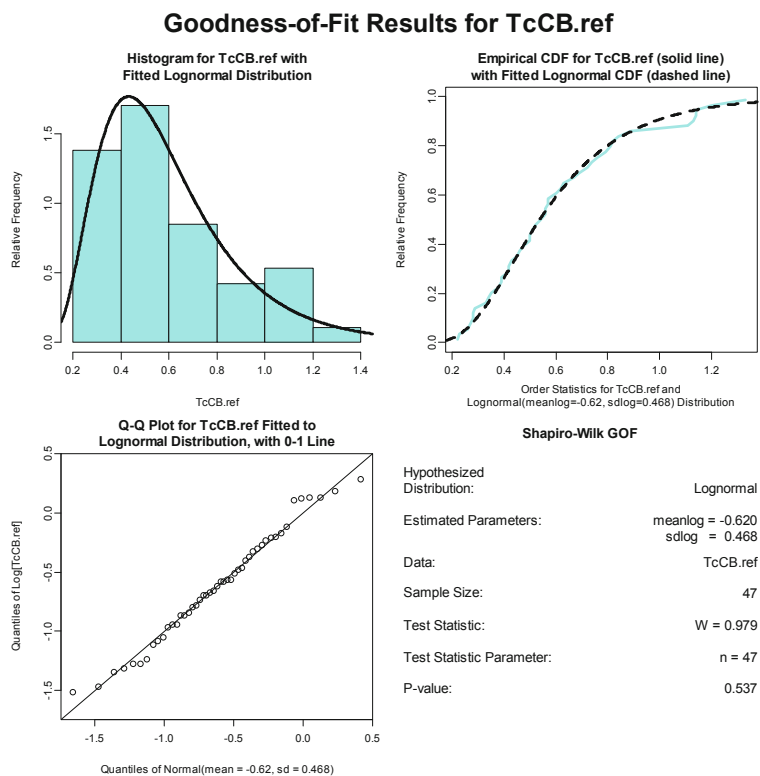 Goodness-of-Fit Results for TcCB.ref
Histogram for TcCB.ref with
Fitted Lognormal Distribution
Relative Frequency
0.0 0.5 1.0 1.5
0.2 0.4 0.6 0.8 1.0 1.2 1.4
TcCB.ref
Empirical CDF for TcCB.ref (solid line)
with Fitted Lognormal CDF (dashed line)
Relative Frequency
0.0 0.2 0.4 0.6 0.8 1.0
0.2 0.4 0.6 0.8 1.0 1.2
Order Statistics for TcCB.ref and
Lognormal(meanlog=-0.62, sdlog=0.468) Distribution
Q-Q Plot for TcCB.ref Fitted to
Lognormal Distribution, with 0-1 Line
Quantiles of Log[TcCB.ref]
-1.5 -1.0 -0.5 0.0 0.5
-1.5 -1.0 -0.5 0.0 0.5
Quantiles of Normal(mean = -0.62, sd = 0.468)
Shapiro-Wilk GOF
Hypothesized
Distribution: Lognormal
Estimated Parameters: meanlog = -0.620
sdlog = 0.468
Data: TcCB.ref
Sample Size: 47
Test Statistic: W = 0.979
Test Statistic Parameter: n = 47
P-value: 0.537